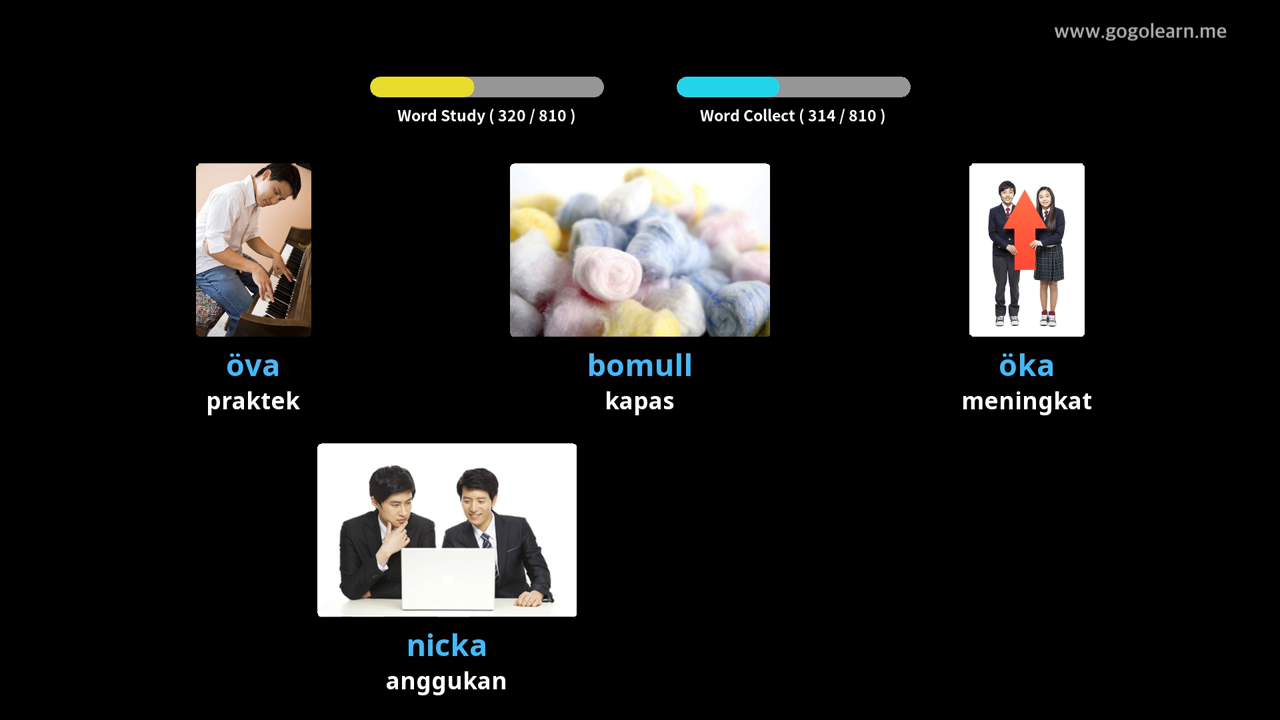 www.gogolearn.me
Word Study ( 320 / 810 )
Word Collect ( 314 / 810 )
öva
praktek
bomull
kapas
öka
meningkat
nicka
anggukan